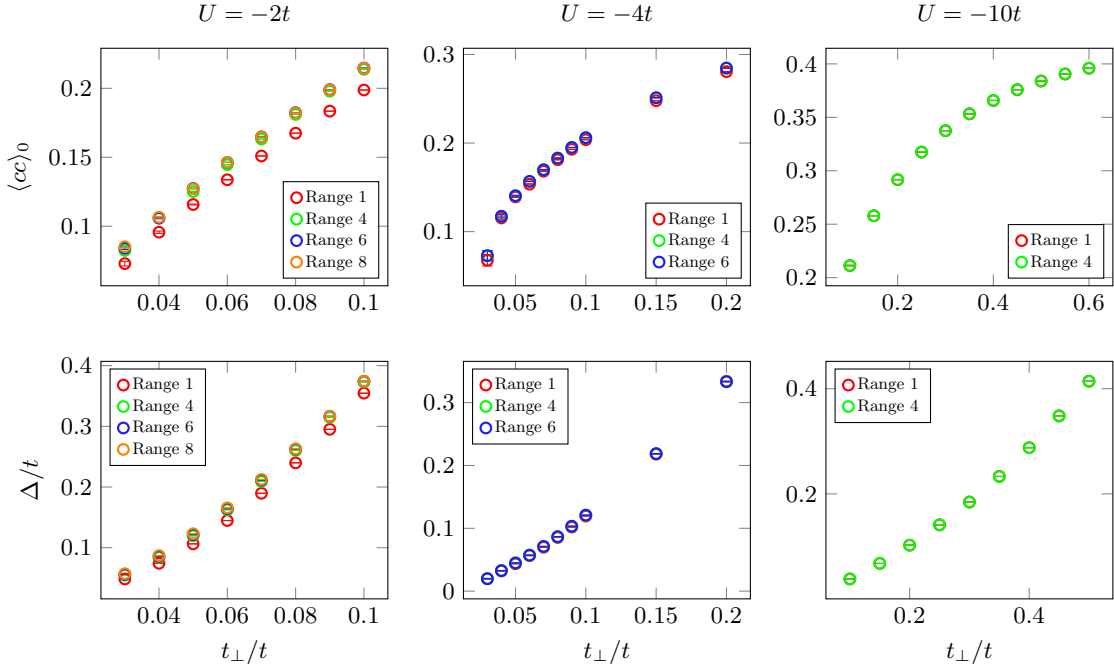 U = −2t
U = −4t
U = −10t
⟨cc⟩₀
0.2
0.15
0.1
0.04 0.06 0.08 0.1
Range 1
Range 4
Range 6
Range 8
0.3
0.2
0.1
0.05 0.1 0.15 0.2
Range 1
Range 4
Range 6
0.4
0.35
0.3
0.25
0.2
0.2 0.4 0.6
Range 1
Range 4
Δ/t
0.4
0.3
0.2
0.1
0.04 0.06 0.08 0.1
t⊥/t
Range 1
Range 4
Range 6
Range 8
0.3
0.2
0.1
0
0.05 0.1 0.15 0.2
t⊥/t
Range 1
Range 4
Range 6
0.4
0.2
0.2 0.4
t⊥/t
Range 1
Range 4